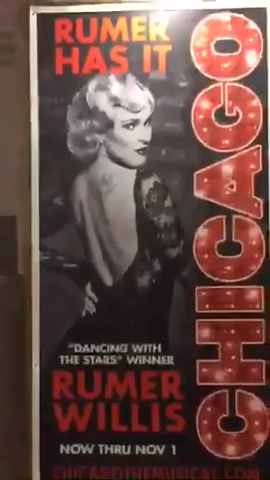 RUMER
HAS IT
CHICAGO
"DANCING WITH
THE STARS" WINNER
RUMER
WILLIS
NOW THRU NOV 1
CHICAGOTHEMUSICAL.COM